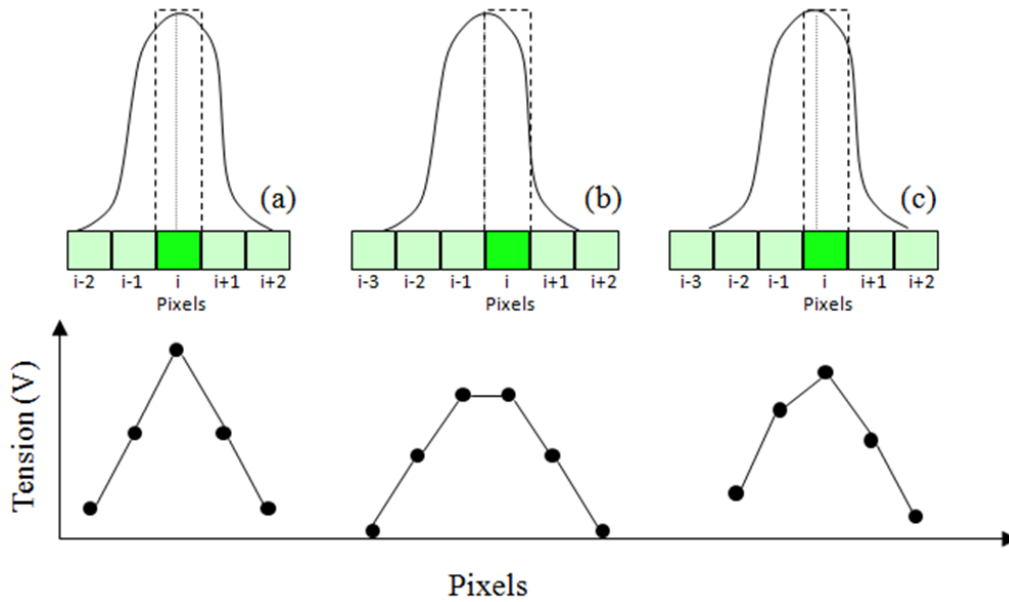 (a)
i-2 i-1 i i+1 i+2
Pixels
(b)
i-3 i-2 i-1 i i+1 i+2
Pixels
(c)
i-3 i-2 i-1 i i+1 i+2
Pixels
Tension (V)
Pixels